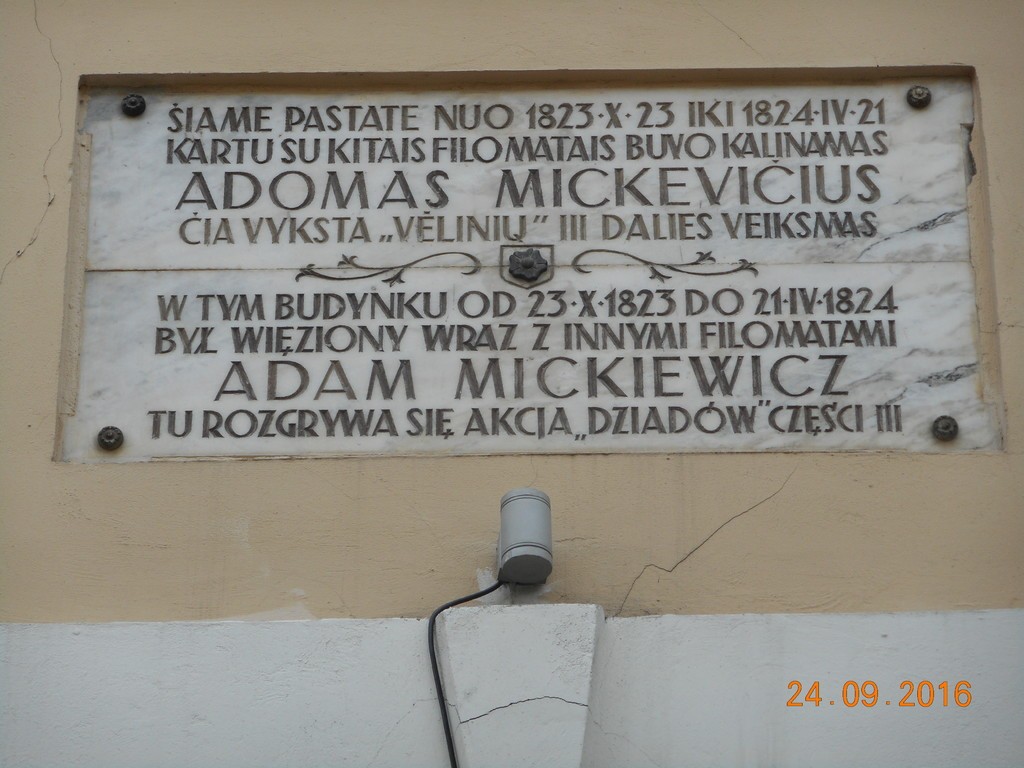 ŠIAME PASTATE NUO 1823·X·23 IKI 1824·IV·21
KARTU SU KITAIS FILOMATAIS BUVO KALINAMAS
ADOMAS MICKEVIČIUS
ČIA VYKSTA „VĖLINIŲ" III DALIES VEIKSMAS
W TYM BUDYNKU OD 23·X·1823 DO 21·IV·1824
BYŁ WIĘZIONY WRAZ Z INNYMI FILOMATAMI
ADAM MICKIEWICZ
TU ROZGRYWA SIĘ AKCJA „DZIADÓW" CZĘŚCI III
24.09.2016